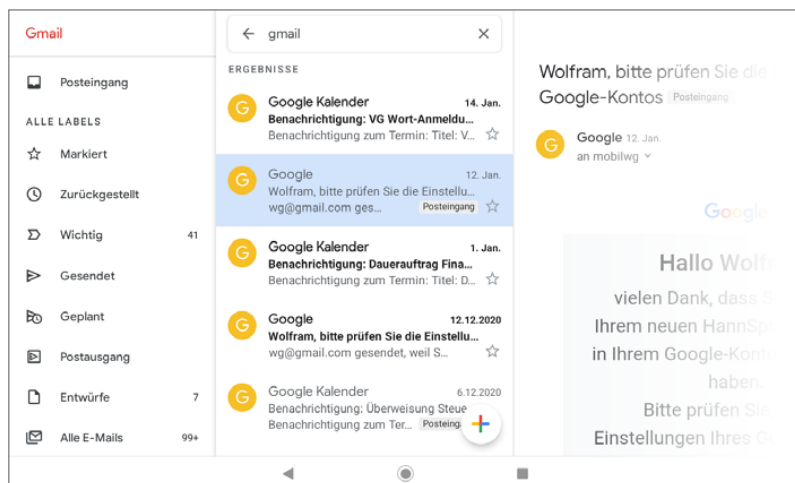 Gmail
Posteingang
ALLE LABELS
Markiert
Zurückgestellt
Wichtig 41
Gesendet
Geplant
Postausgang
Entwürfe 7
Alle E-Mails 99+
gmail
ERGEBNISSE
G
Google Kalender 14. Jan.
Benachrichtigung: VG Wort-Anmeldu...
Benachrichtigung zum Termin: Titel: V...
G
Google 12. Jan.
Wolfram, bitte prüfen Sie die Einstellu...
wg@gmail.com ges... Posteingang
G
Google Kalender 1. Jan.
Benachrichtigung: Dauerauftrag Fina...
Benachrichtigung zum Termin: Titel: D...
G
Google 12.12.2020
Wolfram, bitte prüfen Sie die Einstellu...
wg@gmail.com gesendet, weil S...
G
Google Kalender 6.12.2020
Benachrichtigung: Überweisung Steue
Benachrichtigung zum Ter... Posteing
Wolfram, bitte prüfen Sie die
Google-Kontos Posteingang
G
Google 12. Jan.
an mobilwg
Google
Hallo Wolfr
vielen Dank, dass S
Ihrem neuen HannSp
in Ihrem Google-Konto
haben.
Bitte prüfen Sie
Einstellungen Ihres G